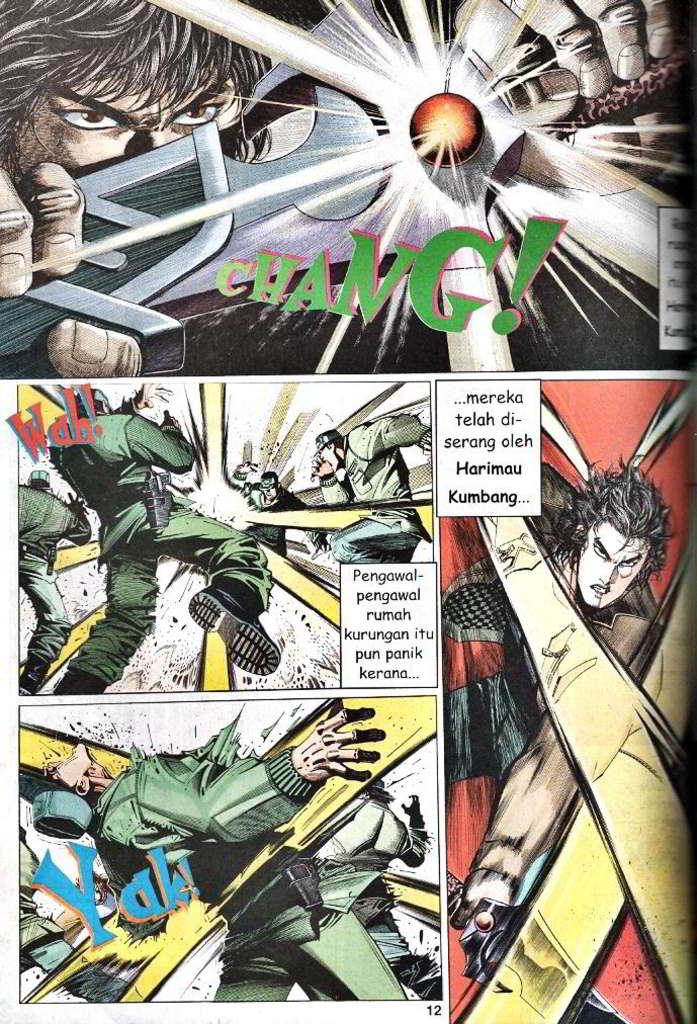 CHANG!
Wah!
Pengawal-
pengawal
rumah
kurungan itu
pun panik
kerana...
...mereka
telah di-
serang oleh
Harimau
Kumbang...
Yak!
12